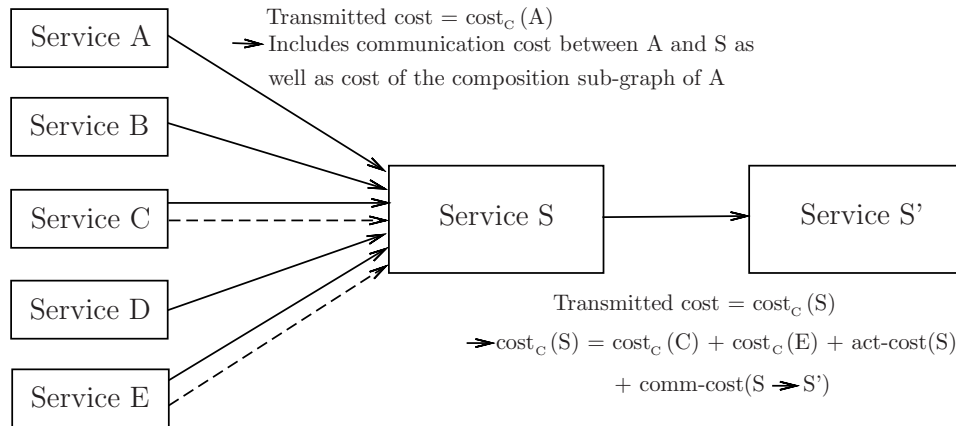 Transmitted cost = cost_C (A)
Service A
Includes communication cost between A and S as
well as cost of the composition sub-graph of A
Service B
Service C
Service S
Service S'
Service D
Transmitted cost = cost_C (S)
cost_C (S) = cost_C (C) + cost_C (E) + act-cost(S)
+ comm-cost(S → S')
Service E